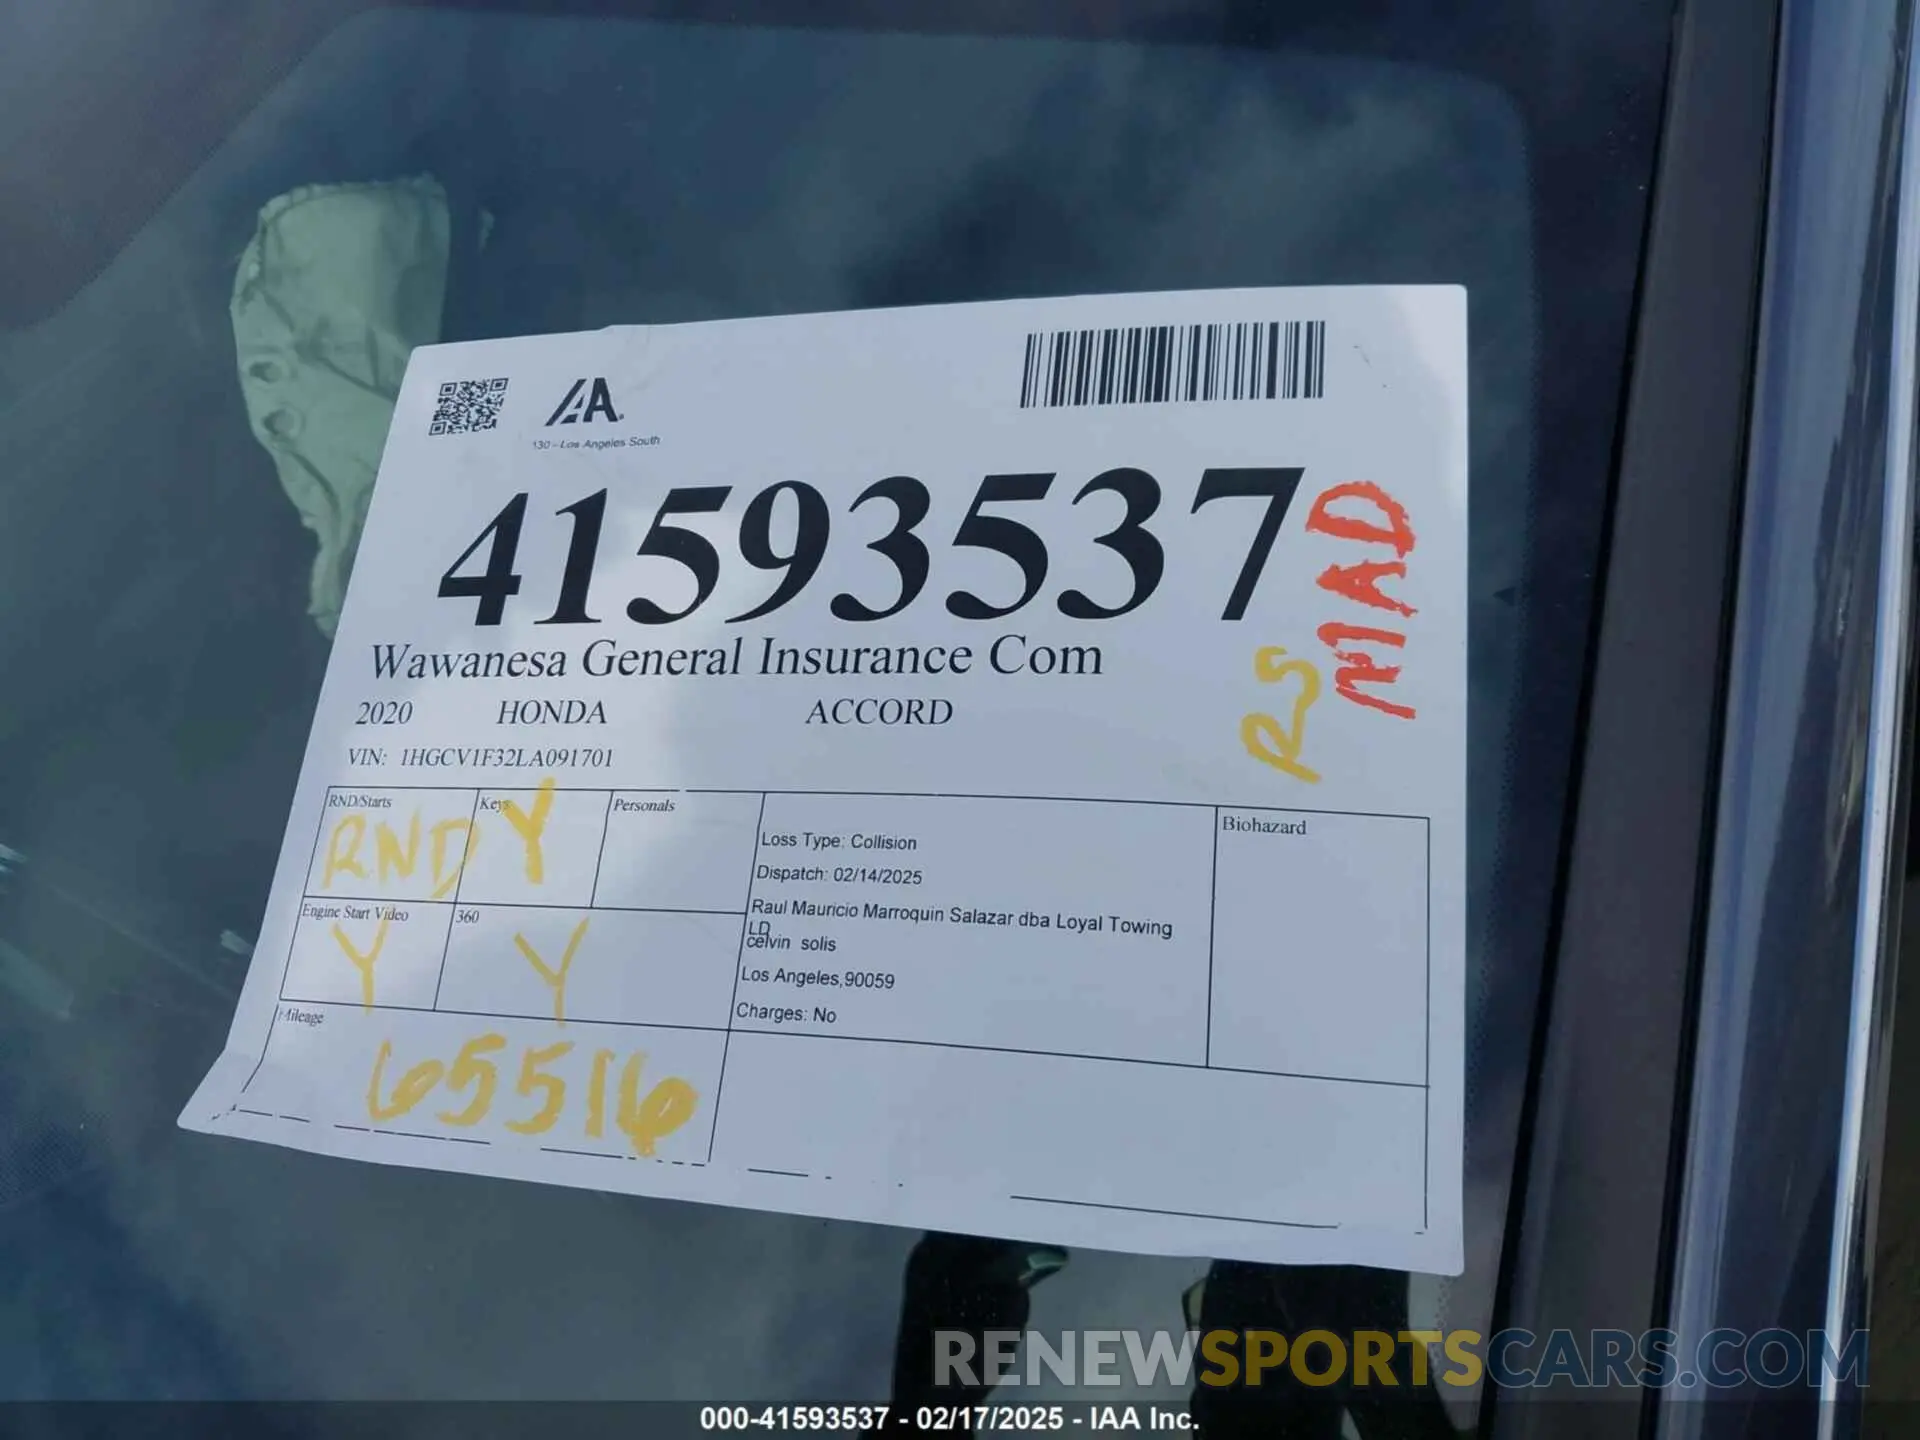 IAA
130 - Los Angeles South
41593537
Wawanesa General Insurance Com
2020 HONDA ACCORD
VIN: 1HGCV1F32LA091701
MAD
RS
RND/Starts
RND
Keys
Y
Personals
Loss Type: Collision
Dispatch: 02/14/2025
Raul Mauricio Marroquin Salazar dba Loyal Towing
LD
celvin solis
Los Angeles,90059
Charges: No
Biohazard
Engine Start Video
Y
360
Y
Mileage
65516
RENEWSPORTSCARS.COM
000-41593537 - 02/17/2025 - IAA Inc.